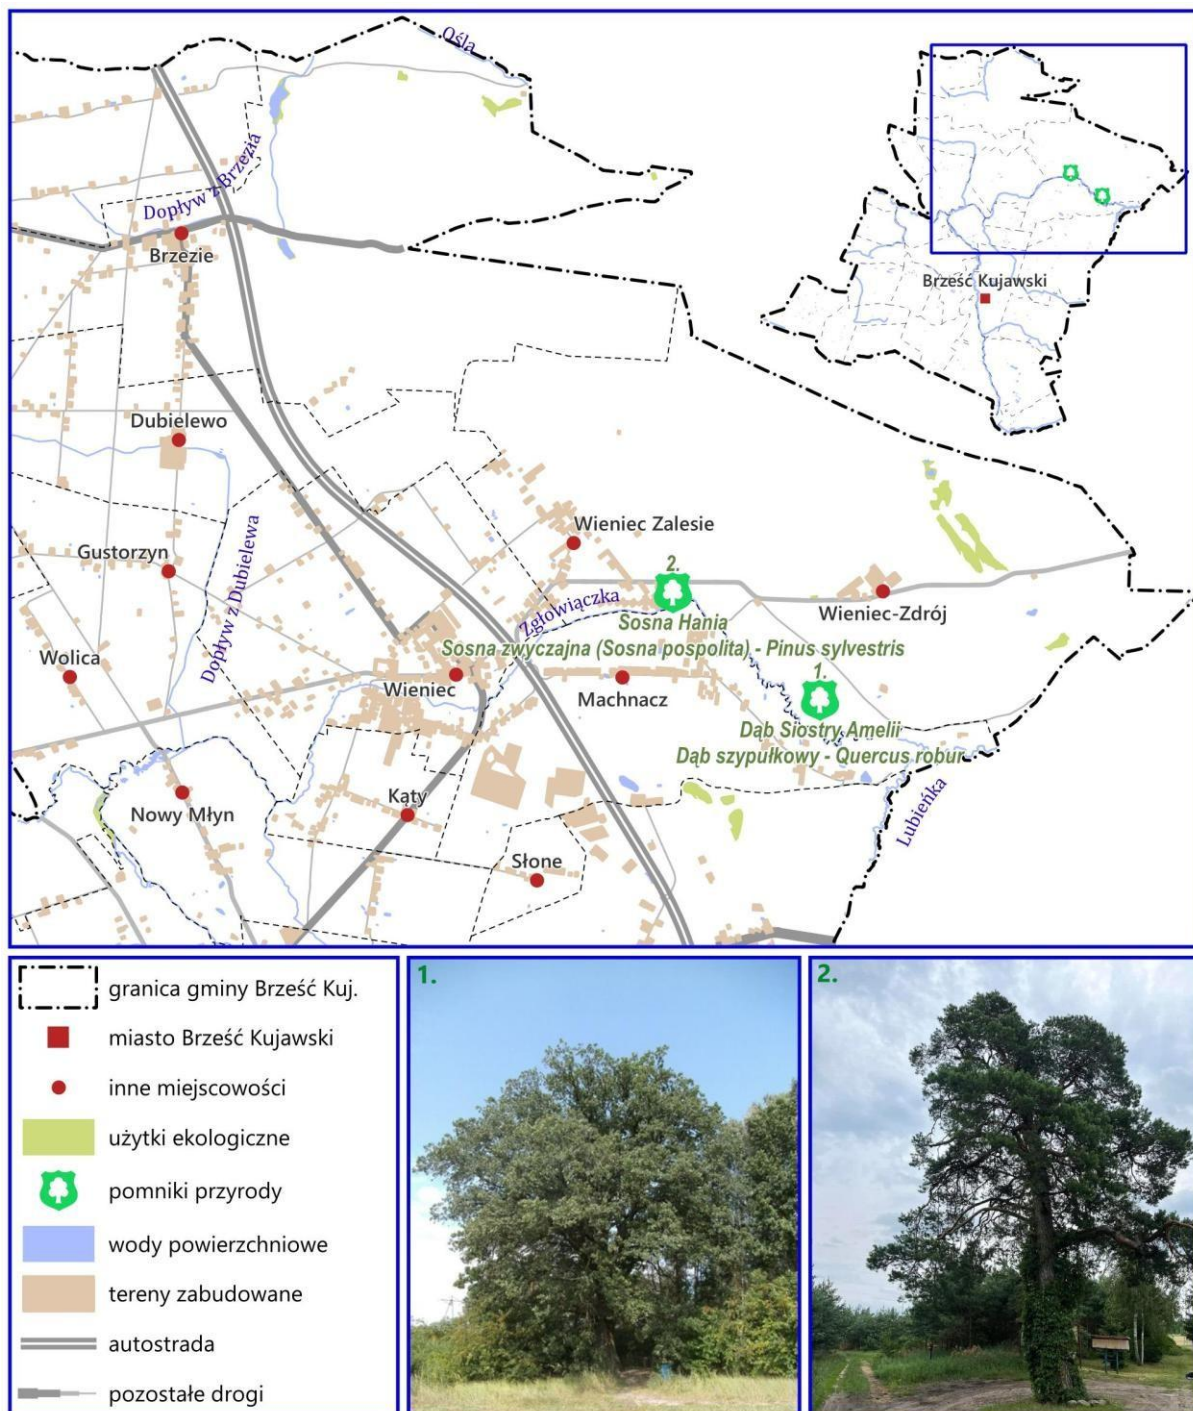 Ośla
Dopływ z Brzezia
Brzezie
Brześć Kujawski
Dubielewo
Wieniec Zalesie
Gustorzyn
Dopływ z Dubielewa
2.
Zgłowiączka
Wieniec-Zdrój
Sosna Hania
Sosna zwyczajna (Sosna pospolita) - Pinus sylvestris
Wolica
Wieniec
Machnacz
1.
Dąb Siostry Amelii
Dąb szypułkowy - Quercus robur
Lubieńka
Nowy Młyn
Kąty
Słone
granica gminy Brześć Kuj.
miasto Brześć Kujawski
inne miejscowości
użytki ekologiczne
pomniki przyrody
wody powierzchniowe
tereny zabudowane
autostrada
pozostałe drogi
1.
2.